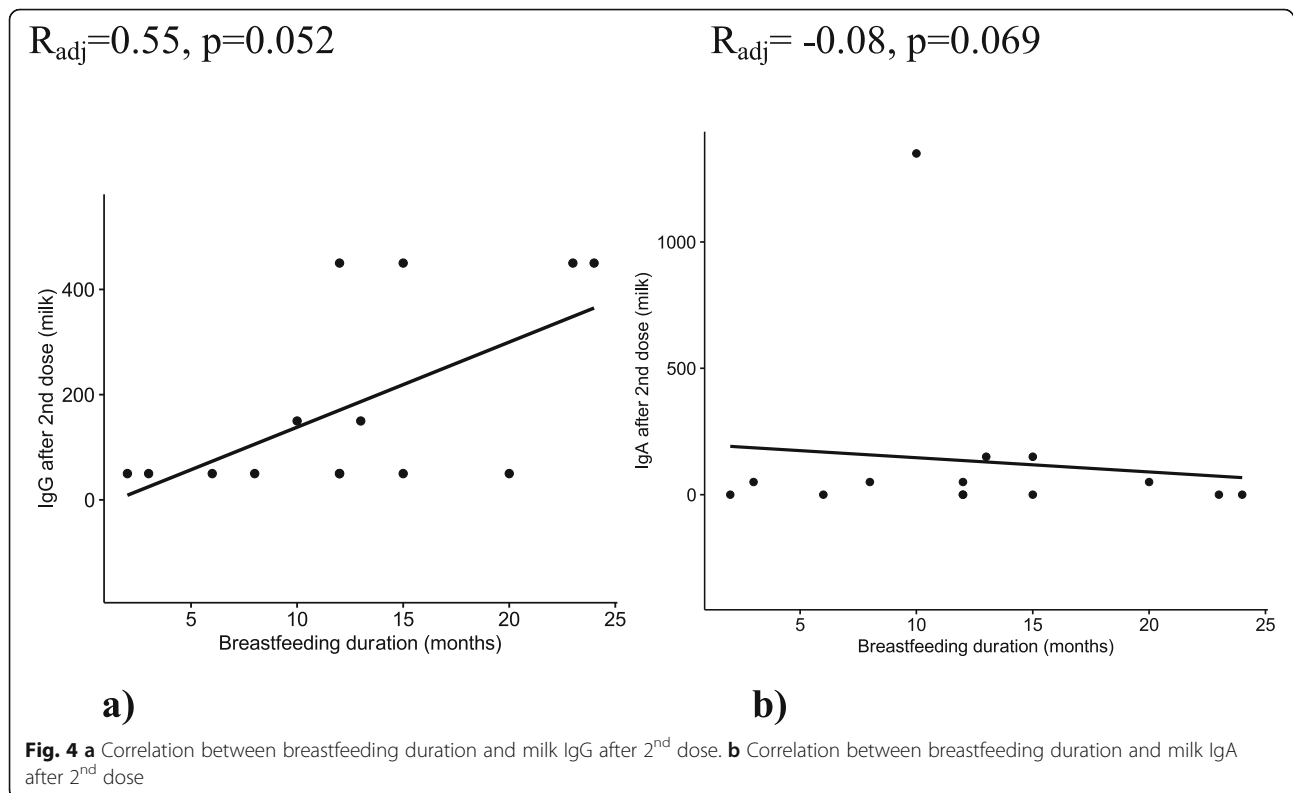 Radj=0.55, p=0.052
Radj= -0.08, p=0.069
IgG after 2nd dose (milk)
400
200
0
5 10 15 20 25
Breastfeeding duration (months)
a)
IgA after 2nd dose (milk)
1000
500
0
5 10 15 20 25
Breastfeeding duration (months)
b)
Fig. 4 a Correlation between breastfeeding duration and milk IgG after 2nd dose. b Correlation between breastfeeding duration and milk IgA
after 2nd dose